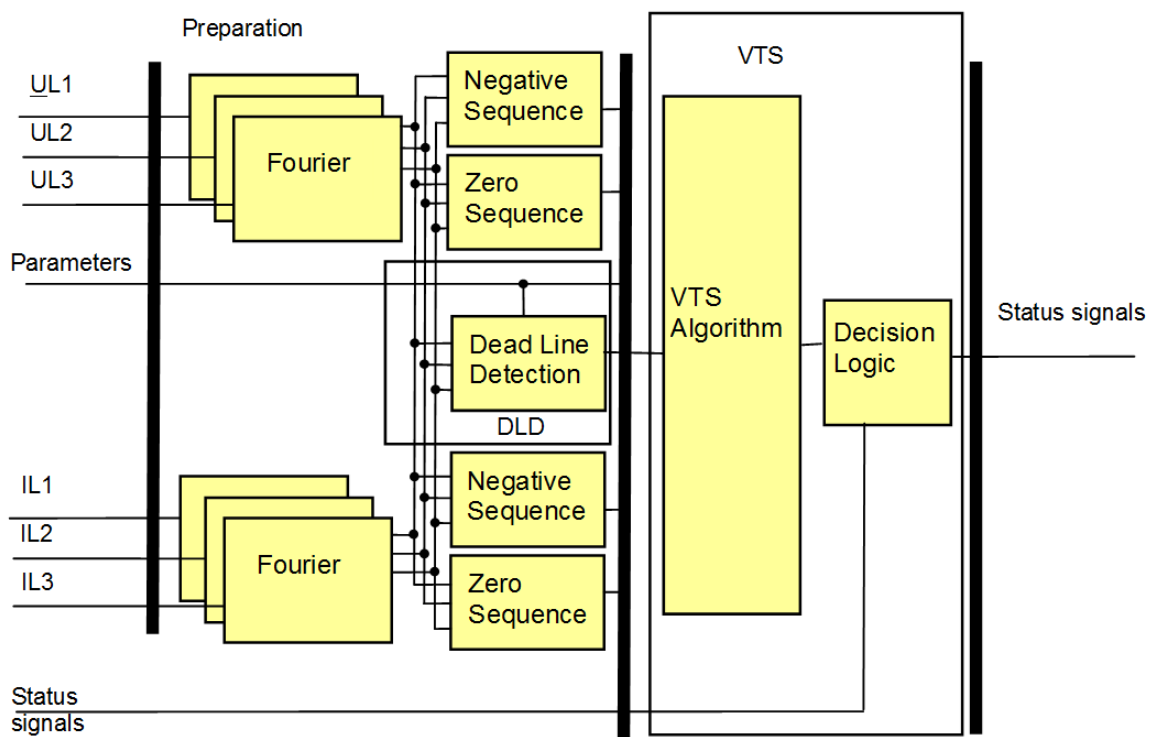 Preparation
VTS
UL1
UL2
UL3
Fourier
Negative
Sequence
Zero
Sequence
Parameters
Dead Line
Detection
DLD
VTS
Algorithm
Decision
Logic
Status signals
IL1
IL2
IL3
Fourier
Negative
Sequence
Zero
Sequence
Status
signals